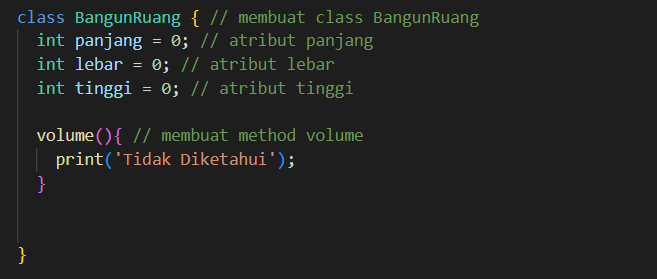 class BangunRuang { // membuat class BangunRuang
int panjang = 0; // atribut panjang
int lebar = 0; // atribut lebar
int tinggi = 0; // atribut tinggi
volume(){ // membuat method volume
print('Tidak Diketahui');
}
}